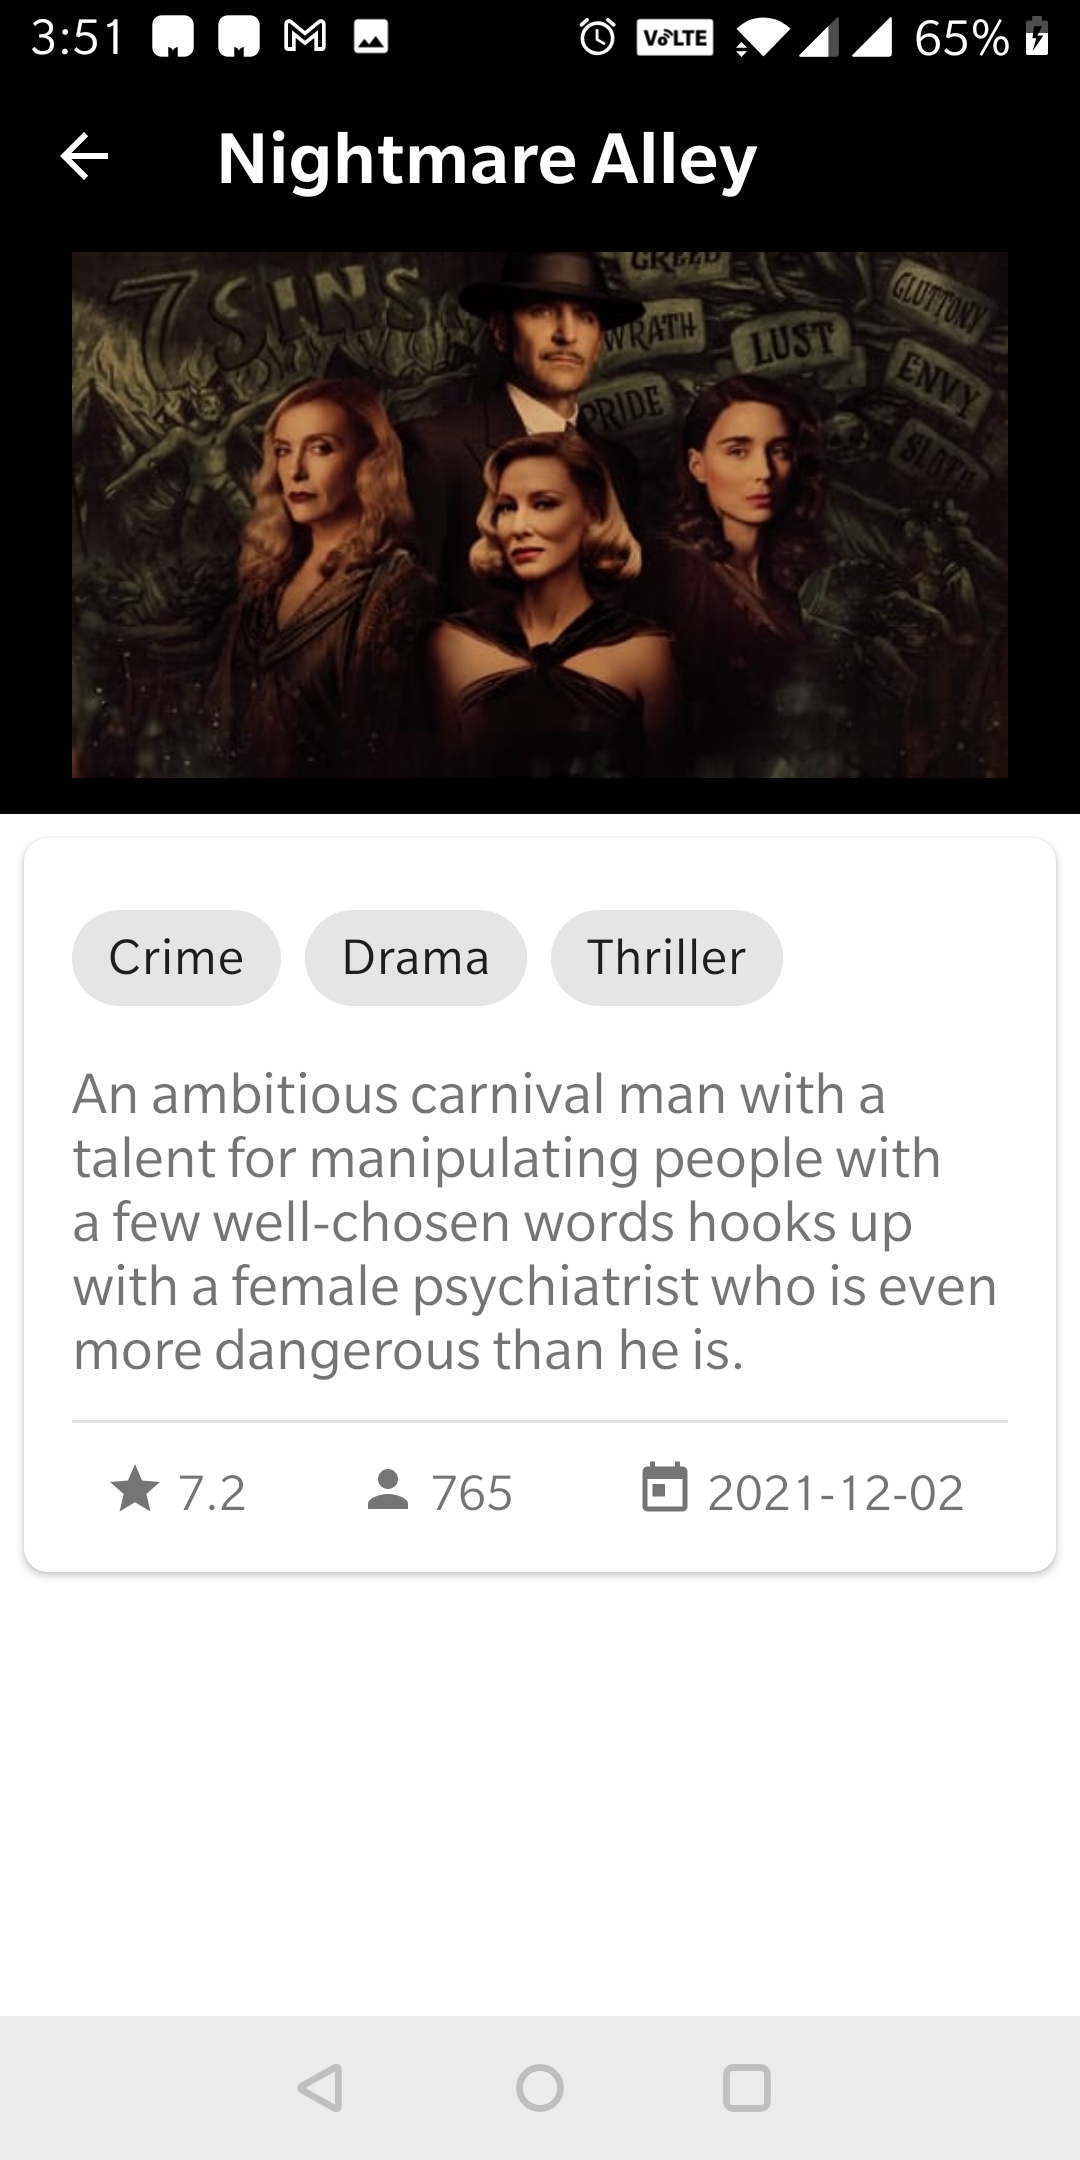 3:51
VoLTE
65%
Nightmare Alley
7 SINS
GREED
WRATH
LUST
GLUTTONY
ENVY
PRIDE
SLOTH
Crime
Drama
Thriller
An ambitious carnival man with a
talent for manipulating people with
a few well-chosen words hooks up
with a female psychiatrist who is even
more dangerous than he is.
7.2
765
2021-12-02